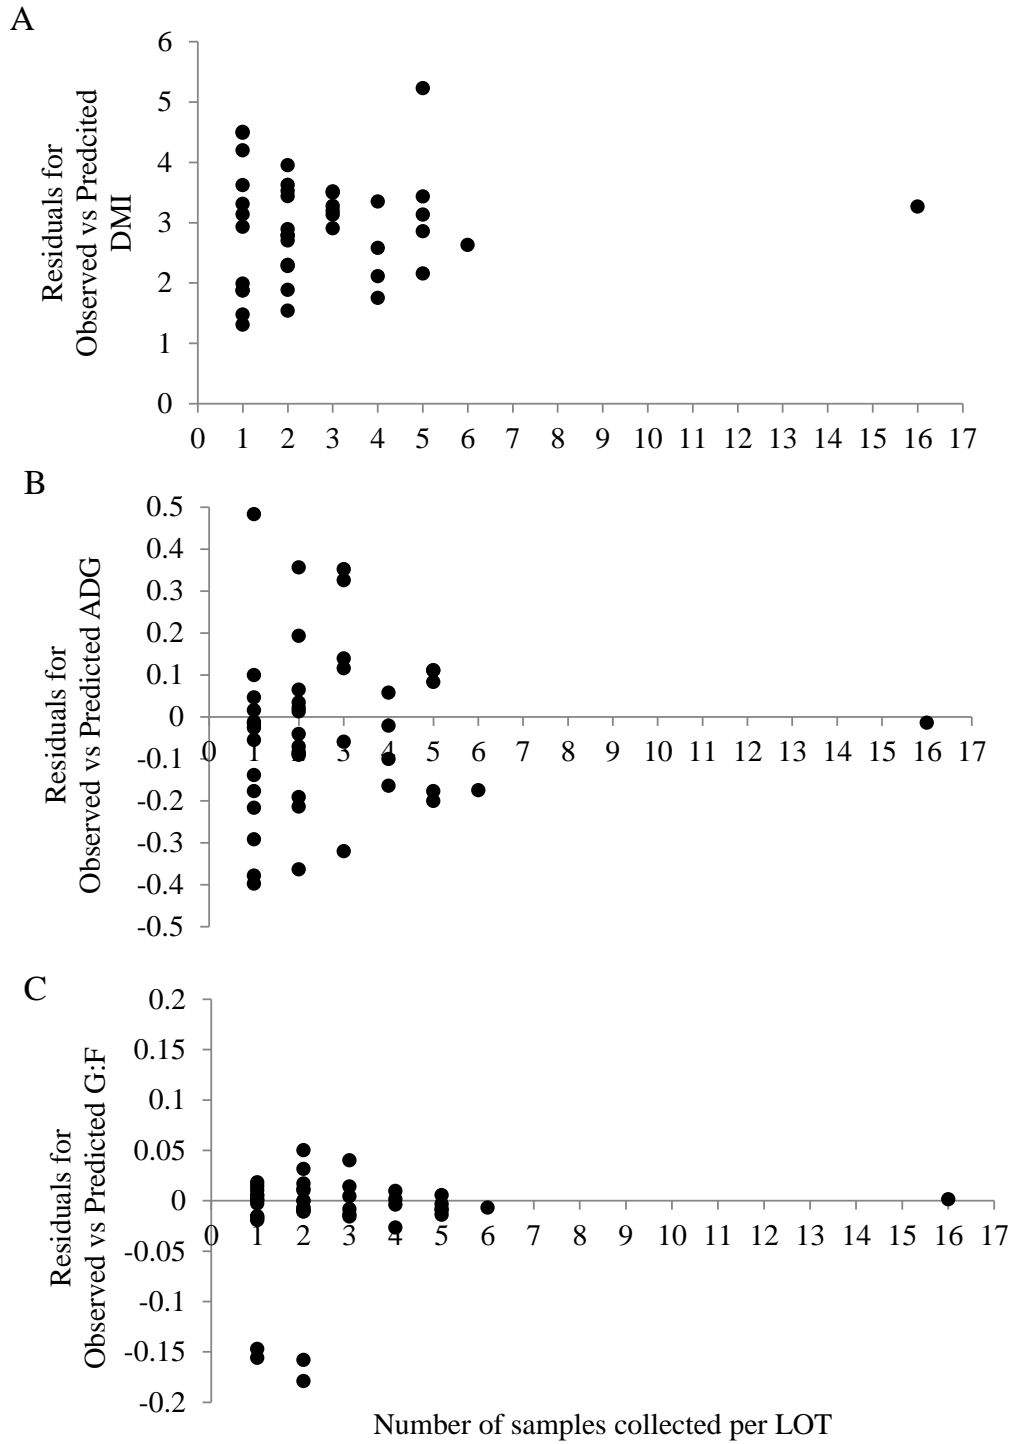 A
Residuals for
Observed vs Predcited
DMI
6
5
4
3
2
1
0
0 1 2 3 4 5 6 7 8 9 10 11 12 13 14 15 16 17
B
Residuals for
Observed vs Predicted ADG
0.5
0.4
0.3
0.2
0.1
0
-0.1
-0.2
-0.3
-0.4
-0.5
0 1 2 3 4 5 6 7 8 9 10 11 12 13 14 15 16 17
C
Residuals for
Observed vs Predicted G:F
0.2
0.15
0.1
0.05
0
-0.05
-0.1
-0.15
-0.2
0 1 2 3 4 5 6 7 8 9 10 11 12 13 14 15 16 17
Number of samples collected per LOT